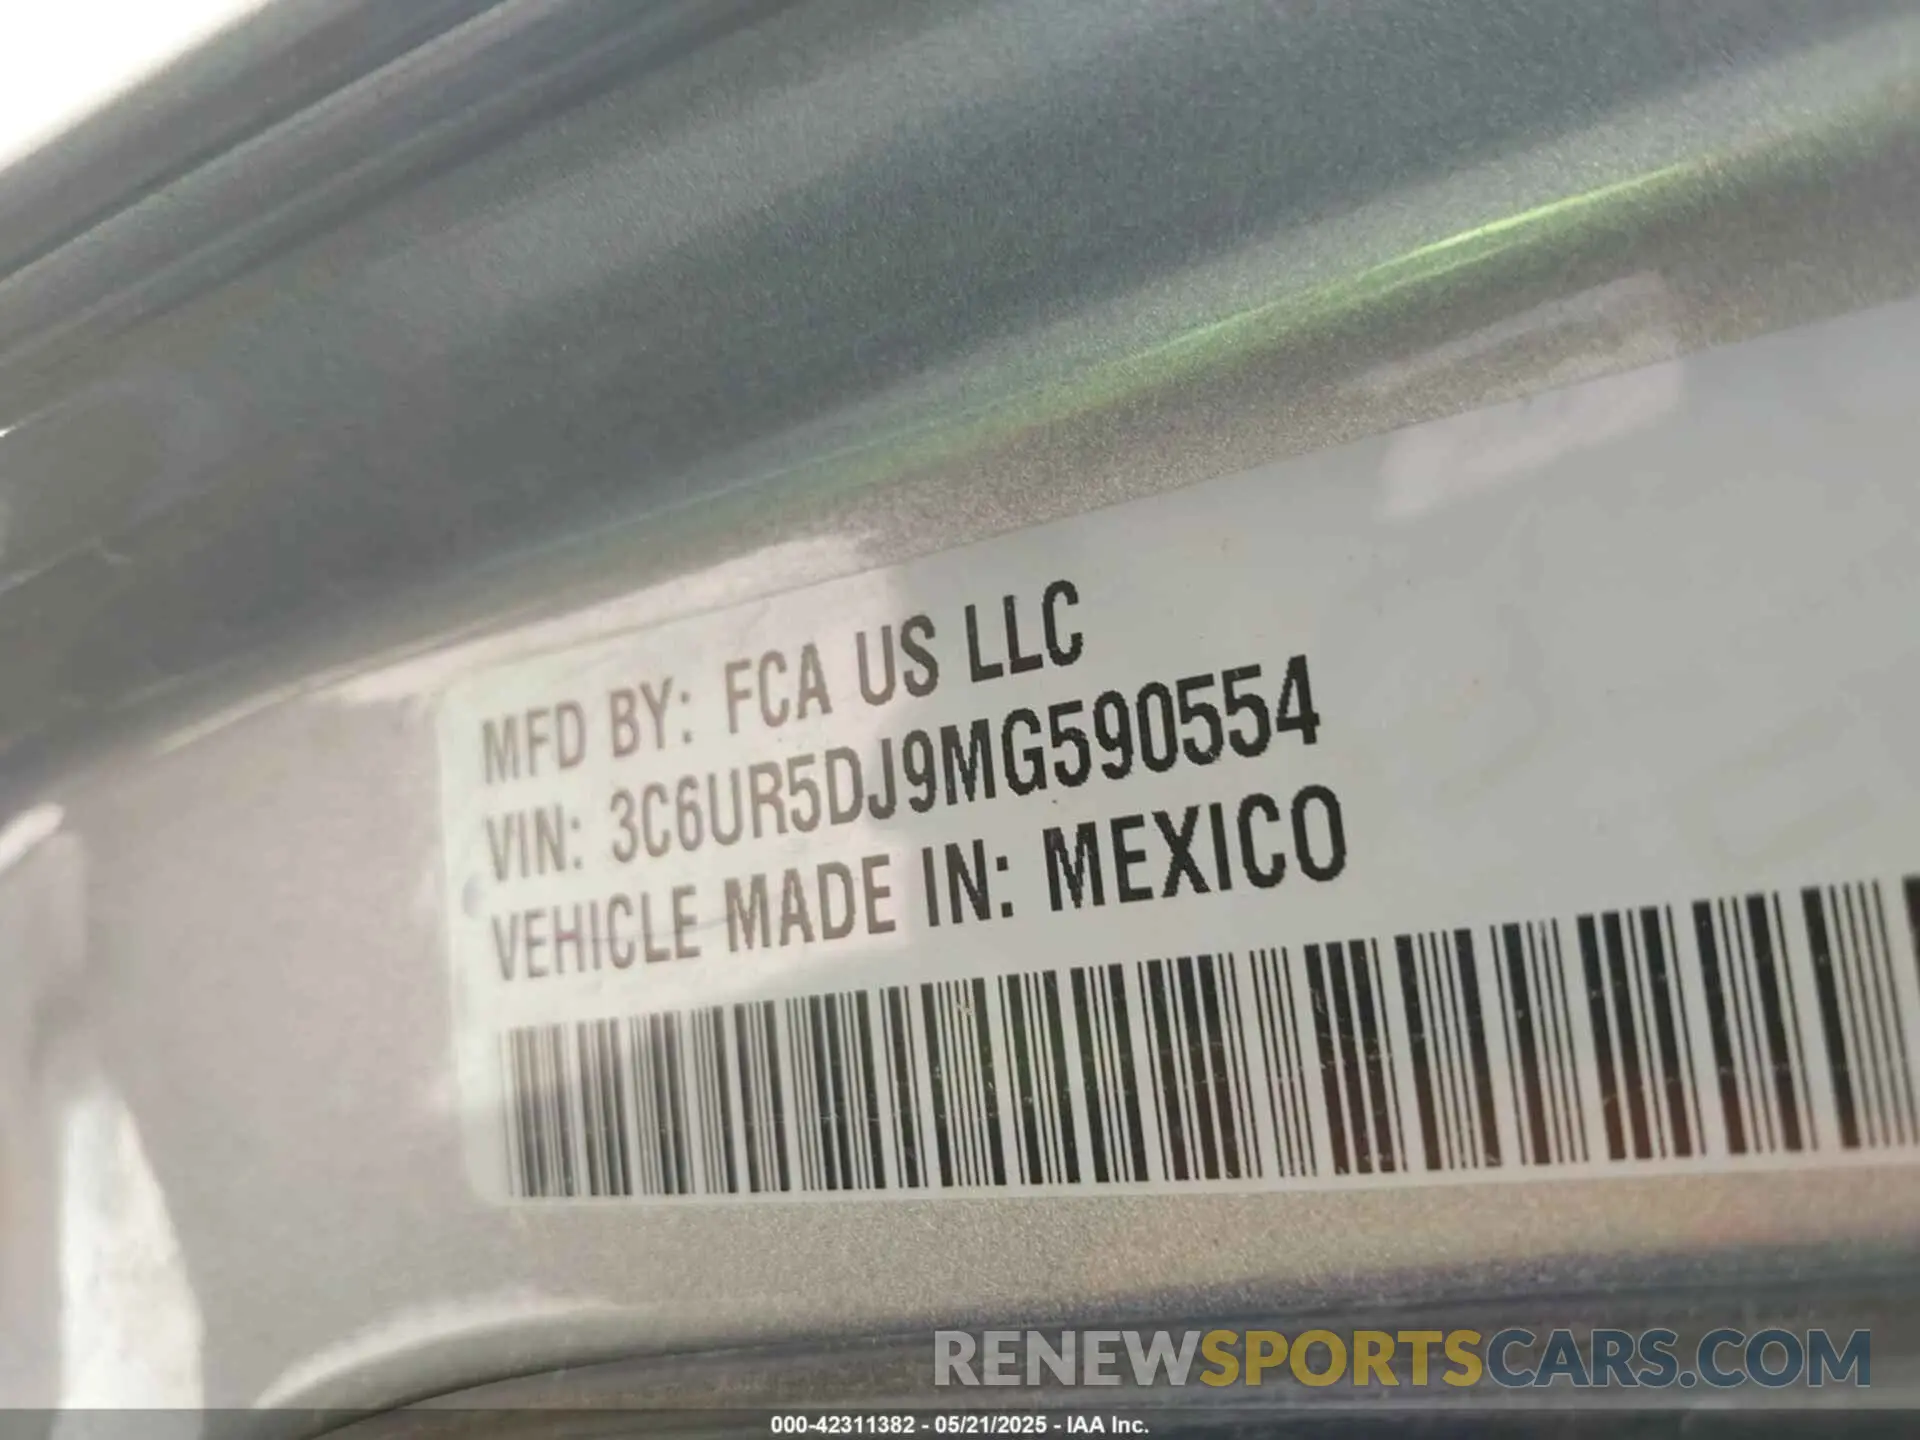 MFD BY: FCA US LLC
VIN: 3C6UR5DJ9MG590554
VEHICLE MADE IN: MEXICO
RENEWSPORTSCARS.COM
000-42311382 - 05/21/2025 - IAA Inc.